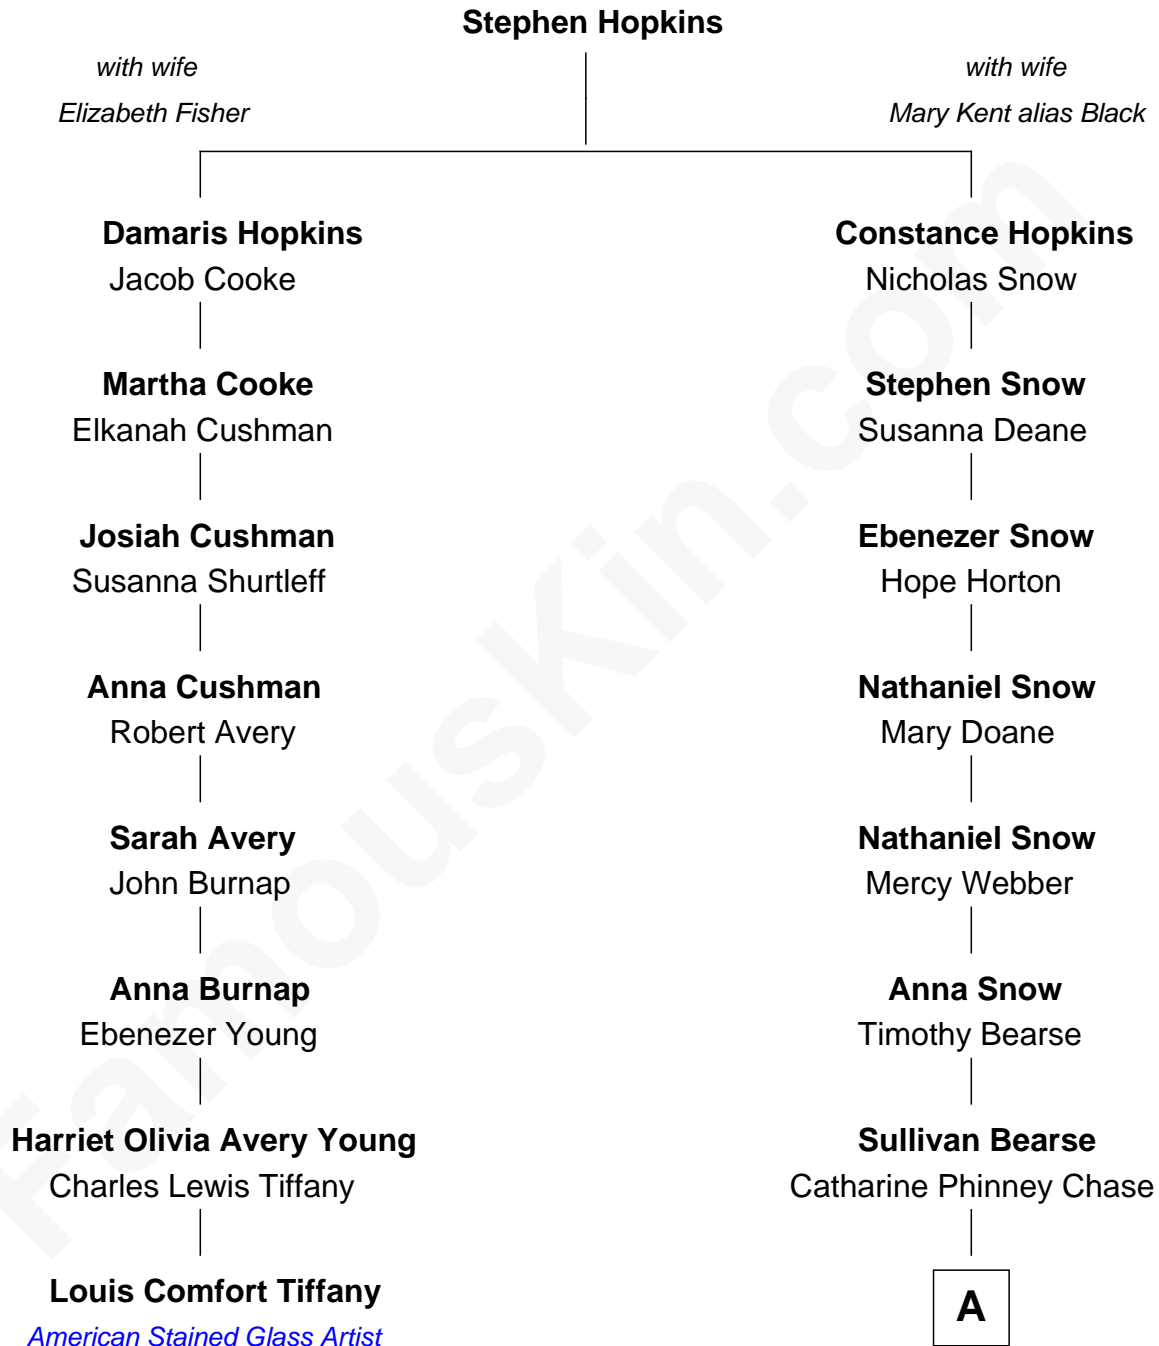 Stephen Hopkins
with wife
Elizabeth Fisher
with wife
Mary Kent alias Black
Damaris Hopkins
Jacob Cooke
Martha Cooke
Elkanah Cushman
Josiah Cushman
Susanna Shurtleff
Anna Cushman
Robert Avery
Sarah Avery
John Burnap
Anna Burnap
Ebenezer Young
Harriet Olivia Avery Young
Charles Lewis Tiffany
Louis Comfort Tiffany
American Stained Glass Artist
Constance Hopkins
Nicholas Snow
Stephen Snow
Susanna Deane
Ebenezer Snow
Hope Horton
Nathaniel Snow
Mary Doane
Nathaniel Snow
Mercy Webber
Anna Snow
Timothy Bearse
Sullivan Bearse
Catharine Phinney Chase
A
FamousKin.com